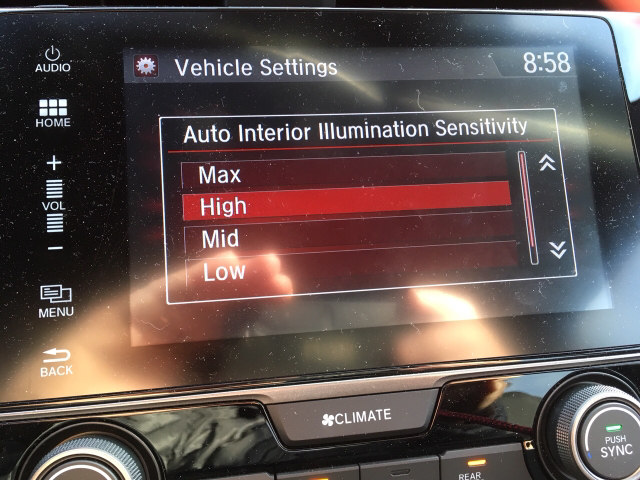 AUDIO
Vehicle Settings
8:58
HOME
Auto Interior Illumination Sensitivity
+
Max
High
VOL
Mid
Low
−
MENU
BACK
CLIMATE
PUSH
SYNC
REAR